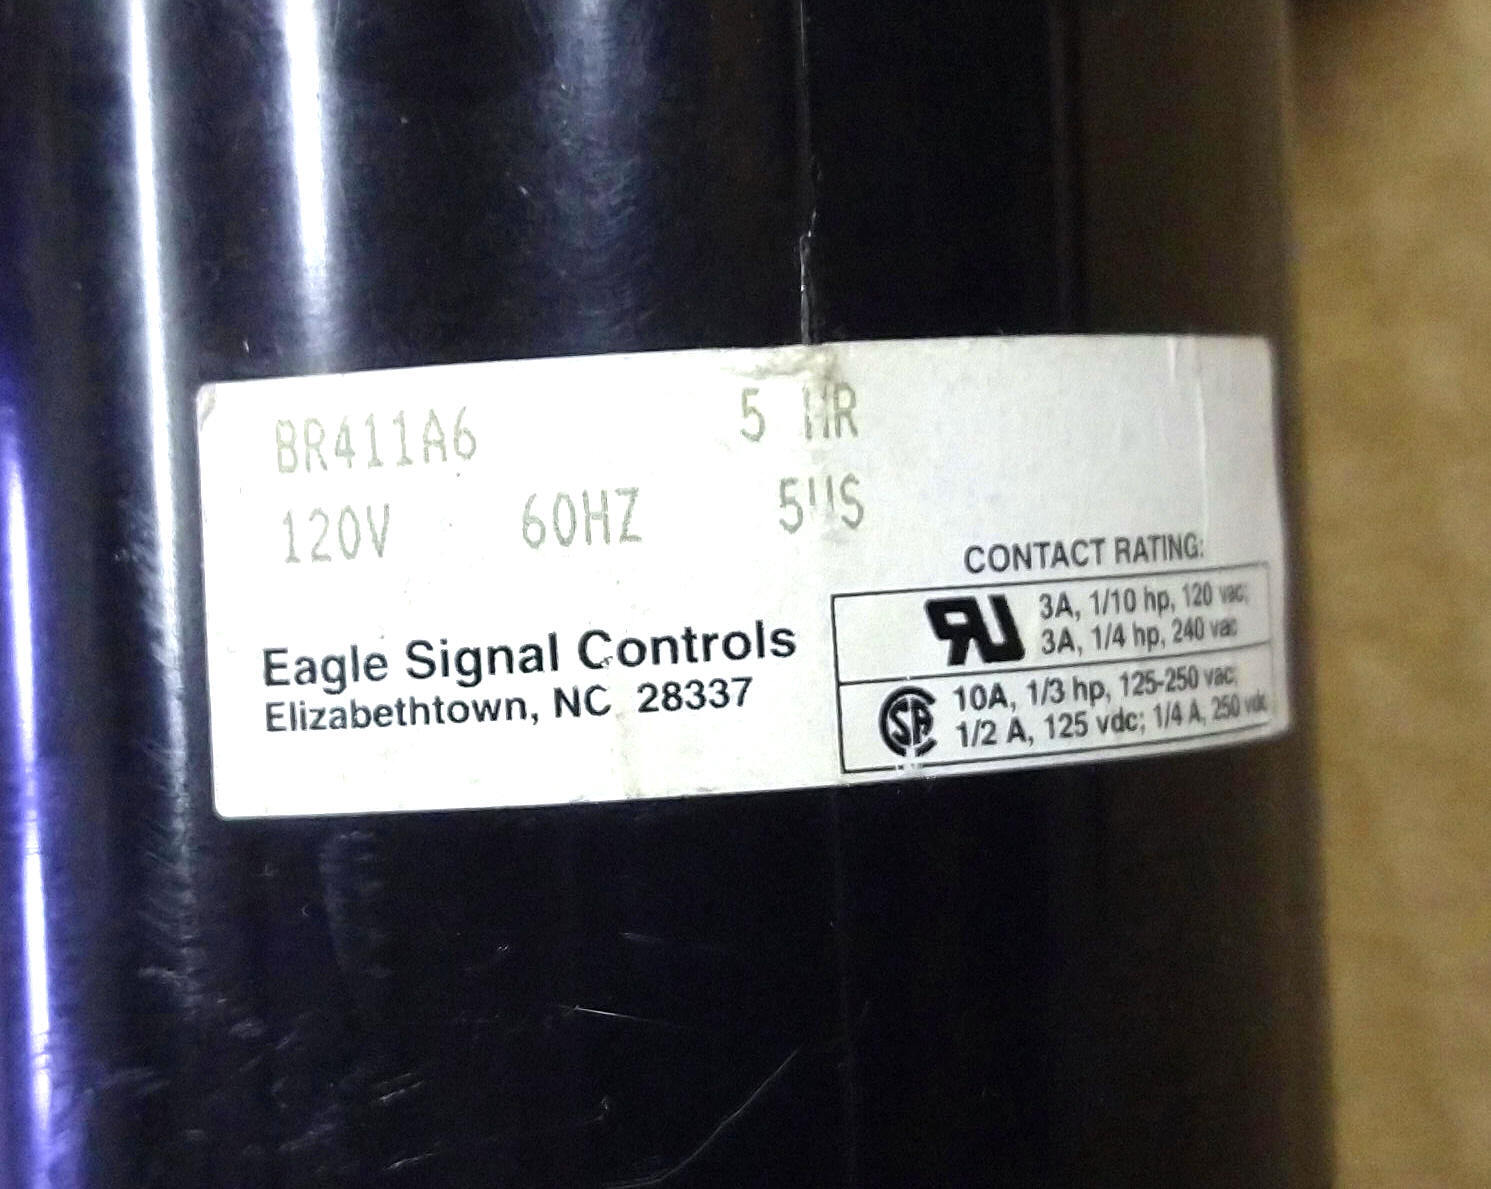 BR411A6 5 HR
120V 60HZ
Eagle Signal Controls
Elizabethtown, NC 28337
CONTACT RATING:
3A, 1/10 hp, 120 vac;
3A, 1/4 hp, 240 vac
10A, 1/3 hp, 125-250 vac;
1/2 A, 125 vdc; 1/4 A, 250 vdc